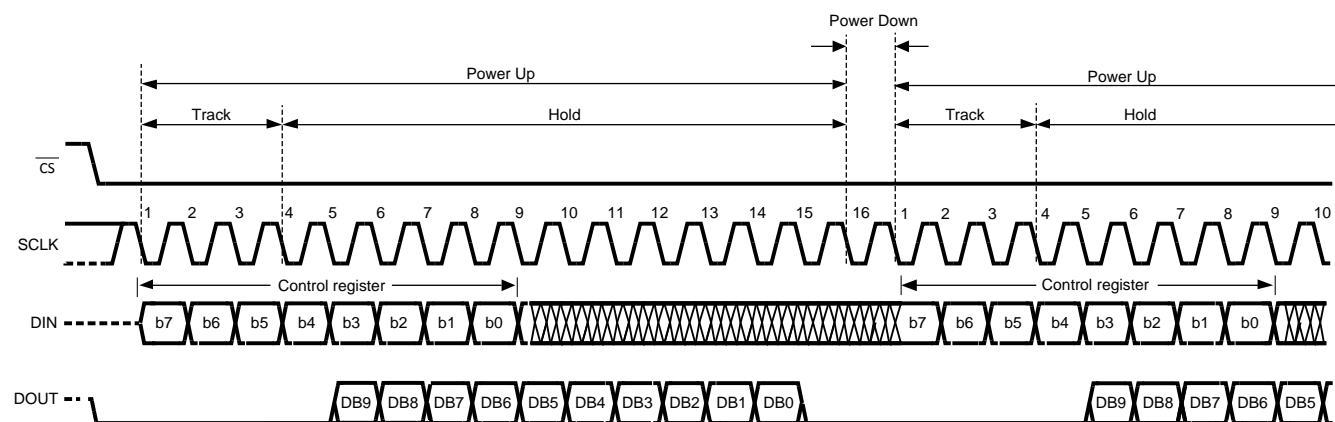 Power Down
Power Up
Power Up
Track Hold Track Hold
CS
1 2 3 4 5 6 7 8 9 10 11 12 13 14 15 16 1 2 3 4 5 6 7 8 9 10
SCLK
Control register Control register
DIN b7 b6 b5 b4 b3 b2 b1 b0 b7 b6 b5 b4 b3 b2 b1 b0
DOUT DB9 DB8 DB7 DB6 DB5 DB4 DB3 DB2 DB1 DB0 DB9 DB8 DB7 DB6 DB5